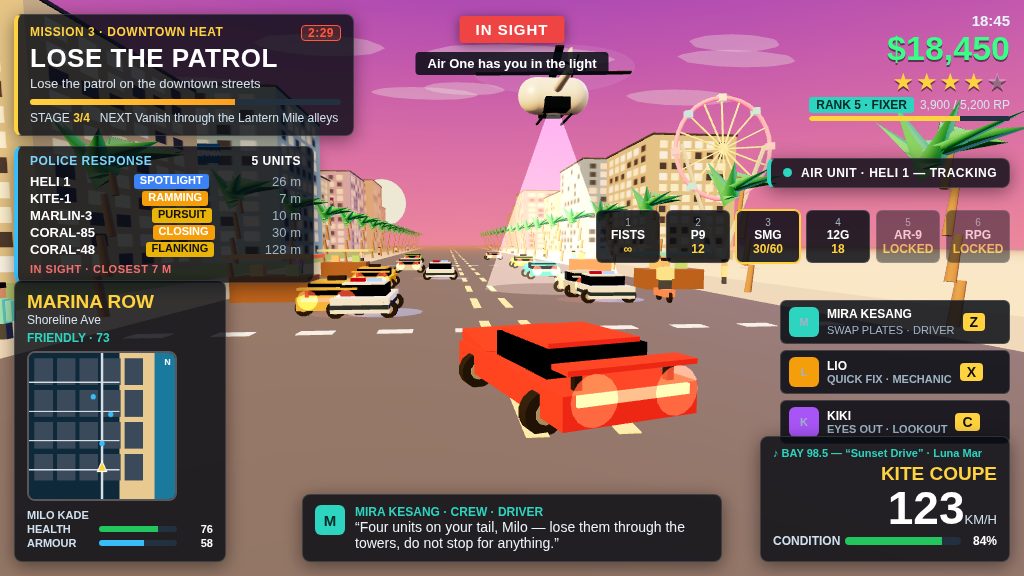 MISSION 3 · DOWNTOWN HEAT 2:29
LOSE THE PATROL
Lose the patrol on the downtown streets
STAGE 3/4 NEXT Vanish through the Lantern Mile alleys
IN SIGHT
Air One has you in the light
18:45
$18,450
★★★★★
RANK 5 · FIXER 3,900 / 5,200 RP
AIR UNIT · HELI 1 — TRACKING
POLICE RESPONSE 5 UNITS
HELI 1 SPOTLIGHT 26 m
KITE-1 RAMMING 7 m
MARLIN-3 PURSUIT 10 m
CORAL-85 CLOSING 30 m
CORAL-48 FLANKING 128 m
IN SIGHT · CLOSEST 7 M
1 FISTS ∞
2 P9 12
3 SMG 30/60
4 12G 18
5 AR-9 LOCKED
6 RPG LOCKED
MARINA ROW
Shoreline Ave
FRIENDLY · 73
N
MILO KADE
HEALTH 76
ARMOUR 58
M MIRA KESANG Z
SWAP PLATES · DRIVER
L LIO X
QUICK FIX · MECHANIC
K KIKI C
EYES OUT · LOOKOUT
M MIRA KESANG · CREW · DRIVER
“Four units on your tail, Milo — lose them through the
towers, do not stop for anything.”
♪ BAY 98.5 — “Sunset Drive” · Luna Mar
KITE COUPE
123 KM/H
CONDITION 84%